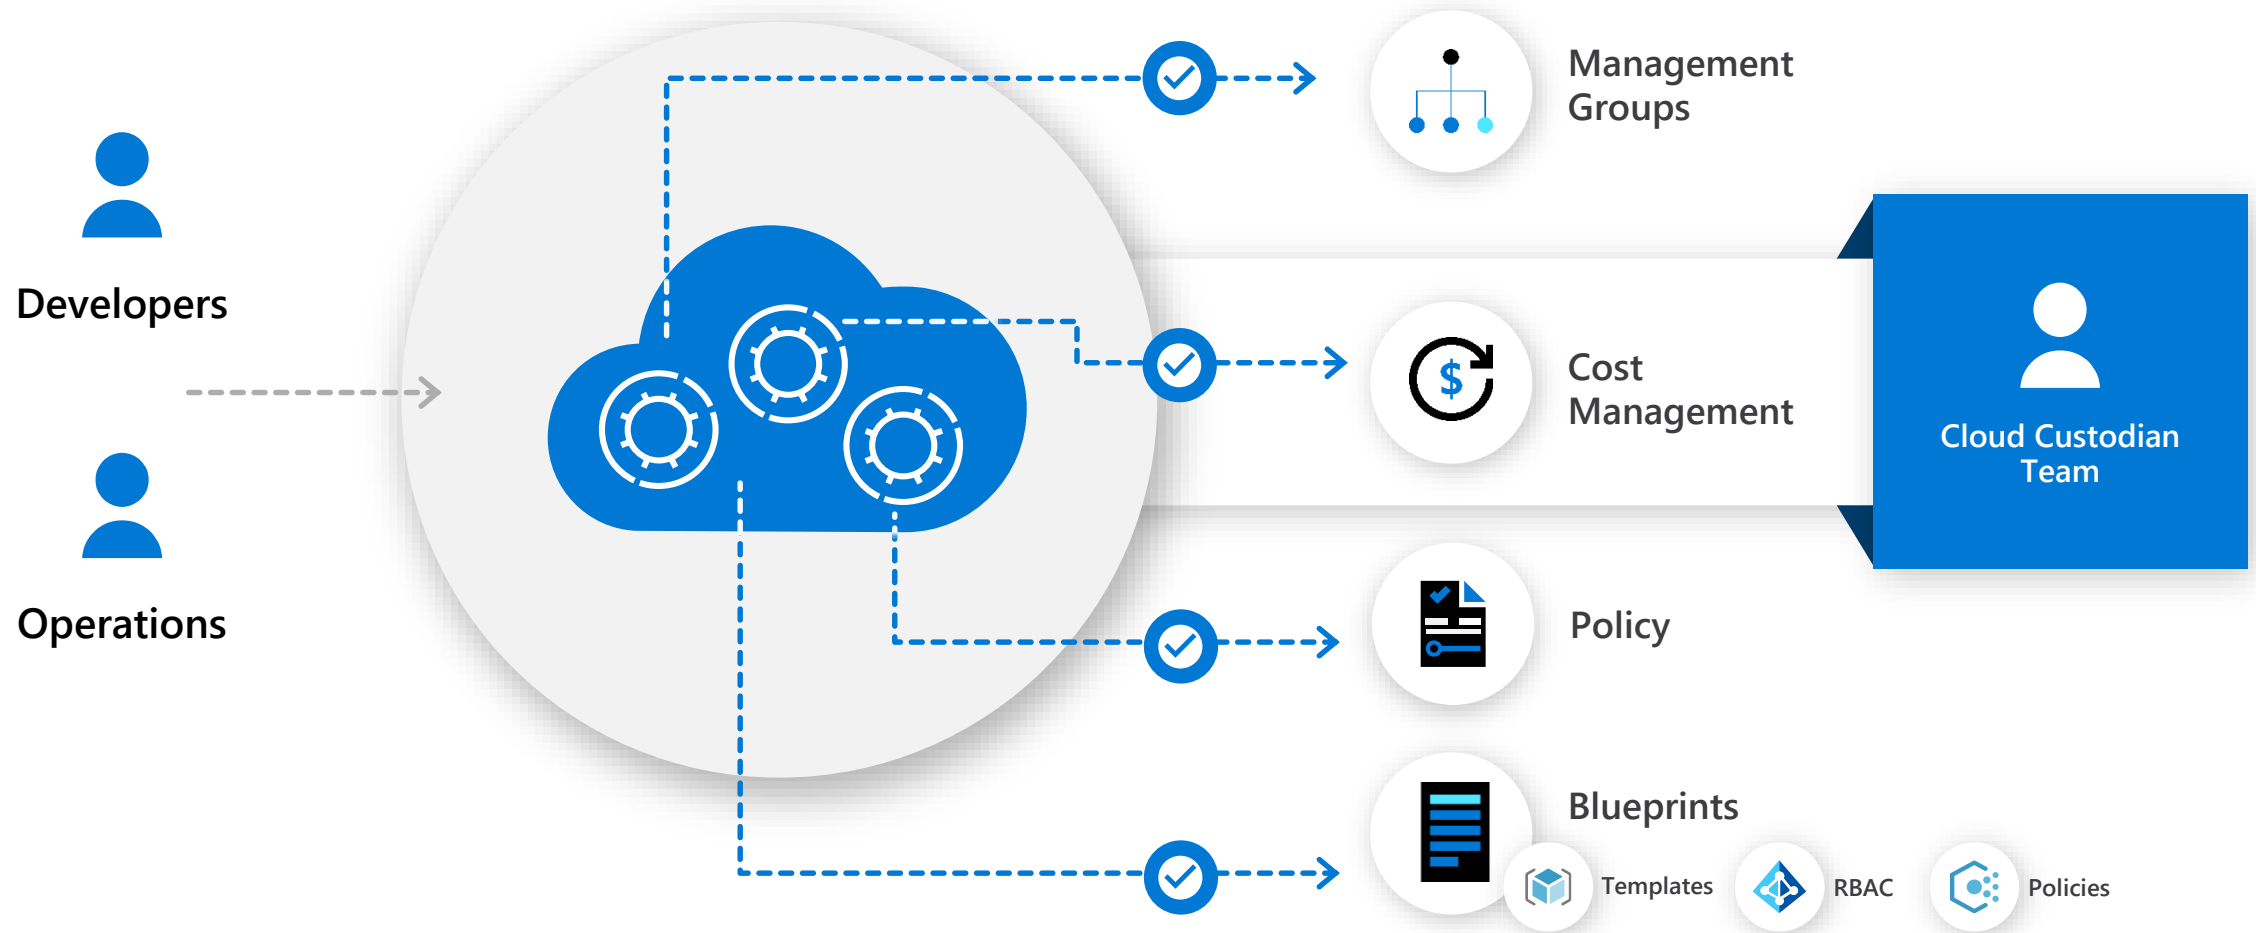 Developers
Operations
Management
Groups
$
Cost
Management
Policy
Blueprints
Templates
RBAC
Policies
Cloud Custodian
Team